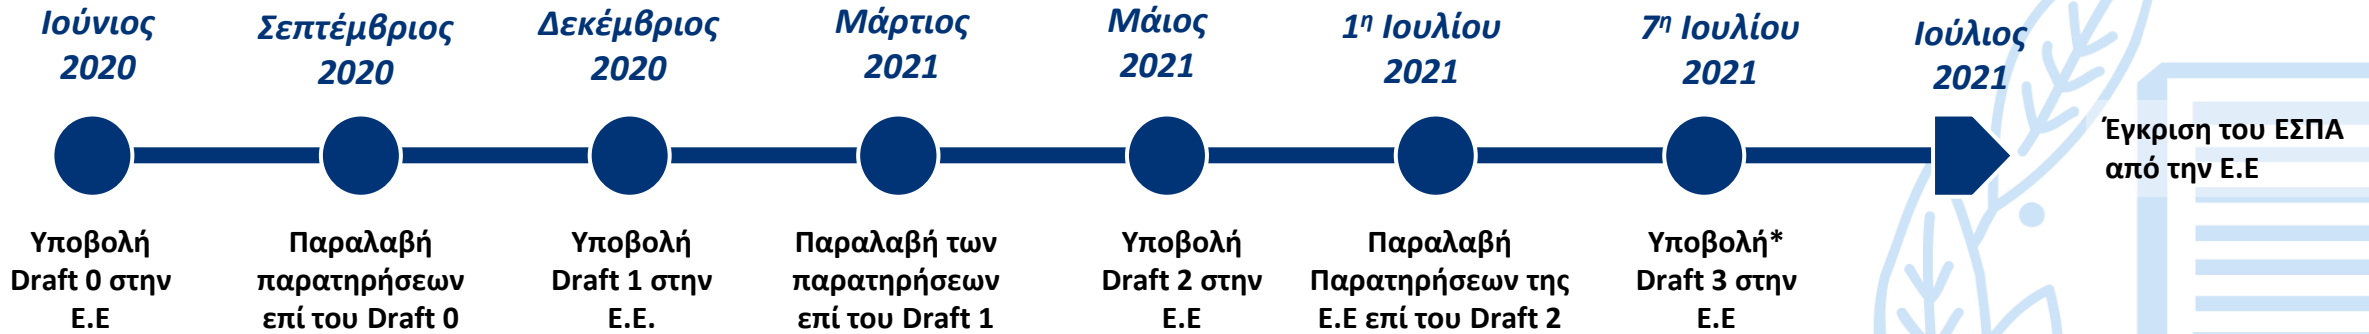 Ιούνιος
2020
Σεπτέμβριος
2020
Δεκέμβριος
2020
Μάρτιος
2021
Μάιος
2021
1η Ιουλίου
2021
7η Ιουλίου
2021
Ιούλιος
2021
Έγκριση του ΕΣΠΑ
από την Ε.Ε
Υποβολή
Draft 0 στην
Ε.Ε
Παραλαβή
παρατηρήσεων
επί του Draft 0
Υποβολή
Draft 1 στην
Ε.Ε.
Παραλαβή των
παρατηρήσεων
επί του Draft 1
Υποβολή
Draft 2 στην
Ε.Ε
Παραλαβή
Παρατηρήσεων της
Ε.Ε επί του Draft 2
Υποβολή*
Draft 3 στην
Ε.Ε